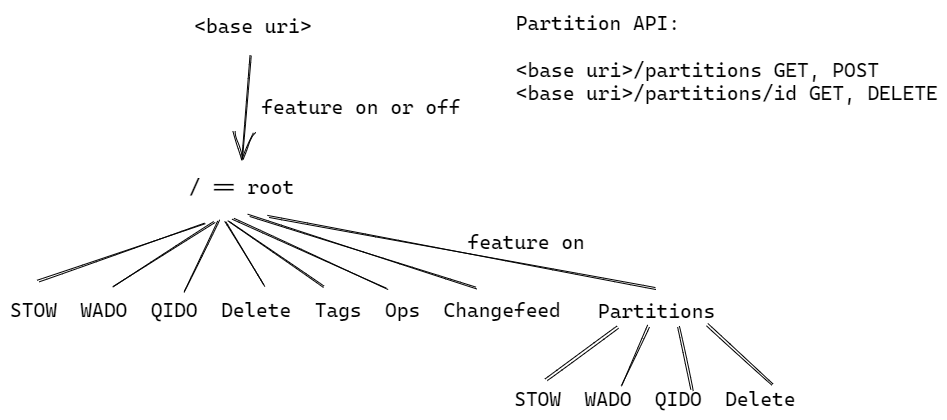 <base uri>
Partition API:
<base uri>/partitions GET, POST
<base uri>/partitions/id GET, DELETE
feature on or off
/ == root
feature on
STOW WADO QIDO Delete Tags Ops Changefeed Partitions
STOW WADO QIDO Delete